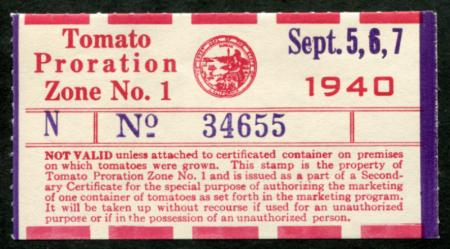 Tomato
Proration
Zone No. 1
Sept. 5, 6, 7
1940
N
No 34655
NOT VALID unless attached to certificated container on premises
on which tomatoes were grown. This stamp is the property of
Tomato Proration Zone No. 1 and is issued as a part of a Second-
ary Certificate for the special purpose of authorizing the marketing
of one container of tomatoes as set forth in the marketing program.
It will be taken up without recourse if used for an unauthorized
purpose or if in the possession of an unauthorized person.